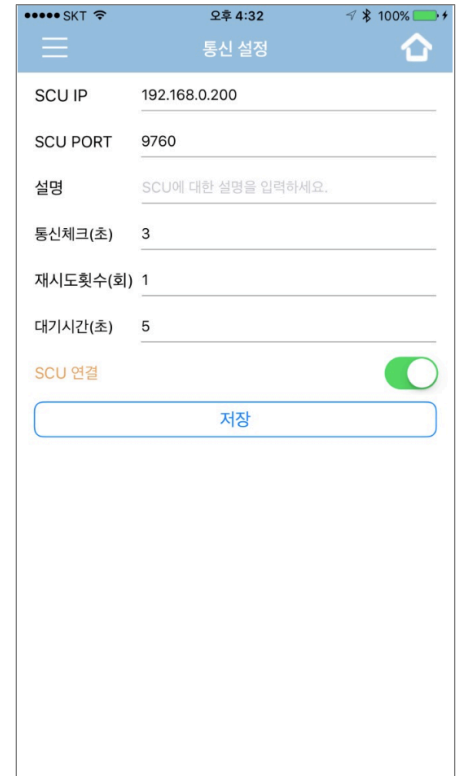 SKT 오후 4:32 100%
통신 설정
SCU IP 192.168.0.200
SCU PORT 9760
설명 SCU에 대한 설명을 입력하세요.
통신체크(초) 3
재시도횟수(회) 1
대기시간(초) 5
SCU 연결
저장